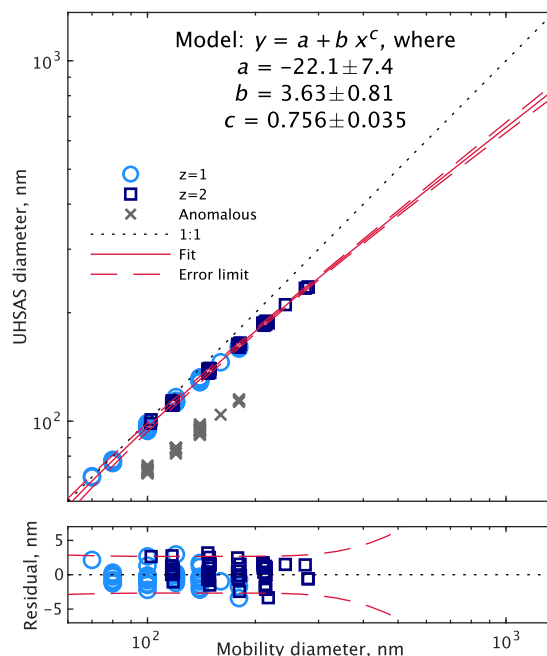 Model: y = a + b x^c, where
a = −22.1±7.4
b = 3.63±0.81
c = 0.756±0.035
10^3
UHSAS diameter, nm
z=1
z=2
Anomalous
1:1
Fit
Error limit
10^2
Residual, nm
5
0
−5
10^2
10^3
Mobility diameter, nm